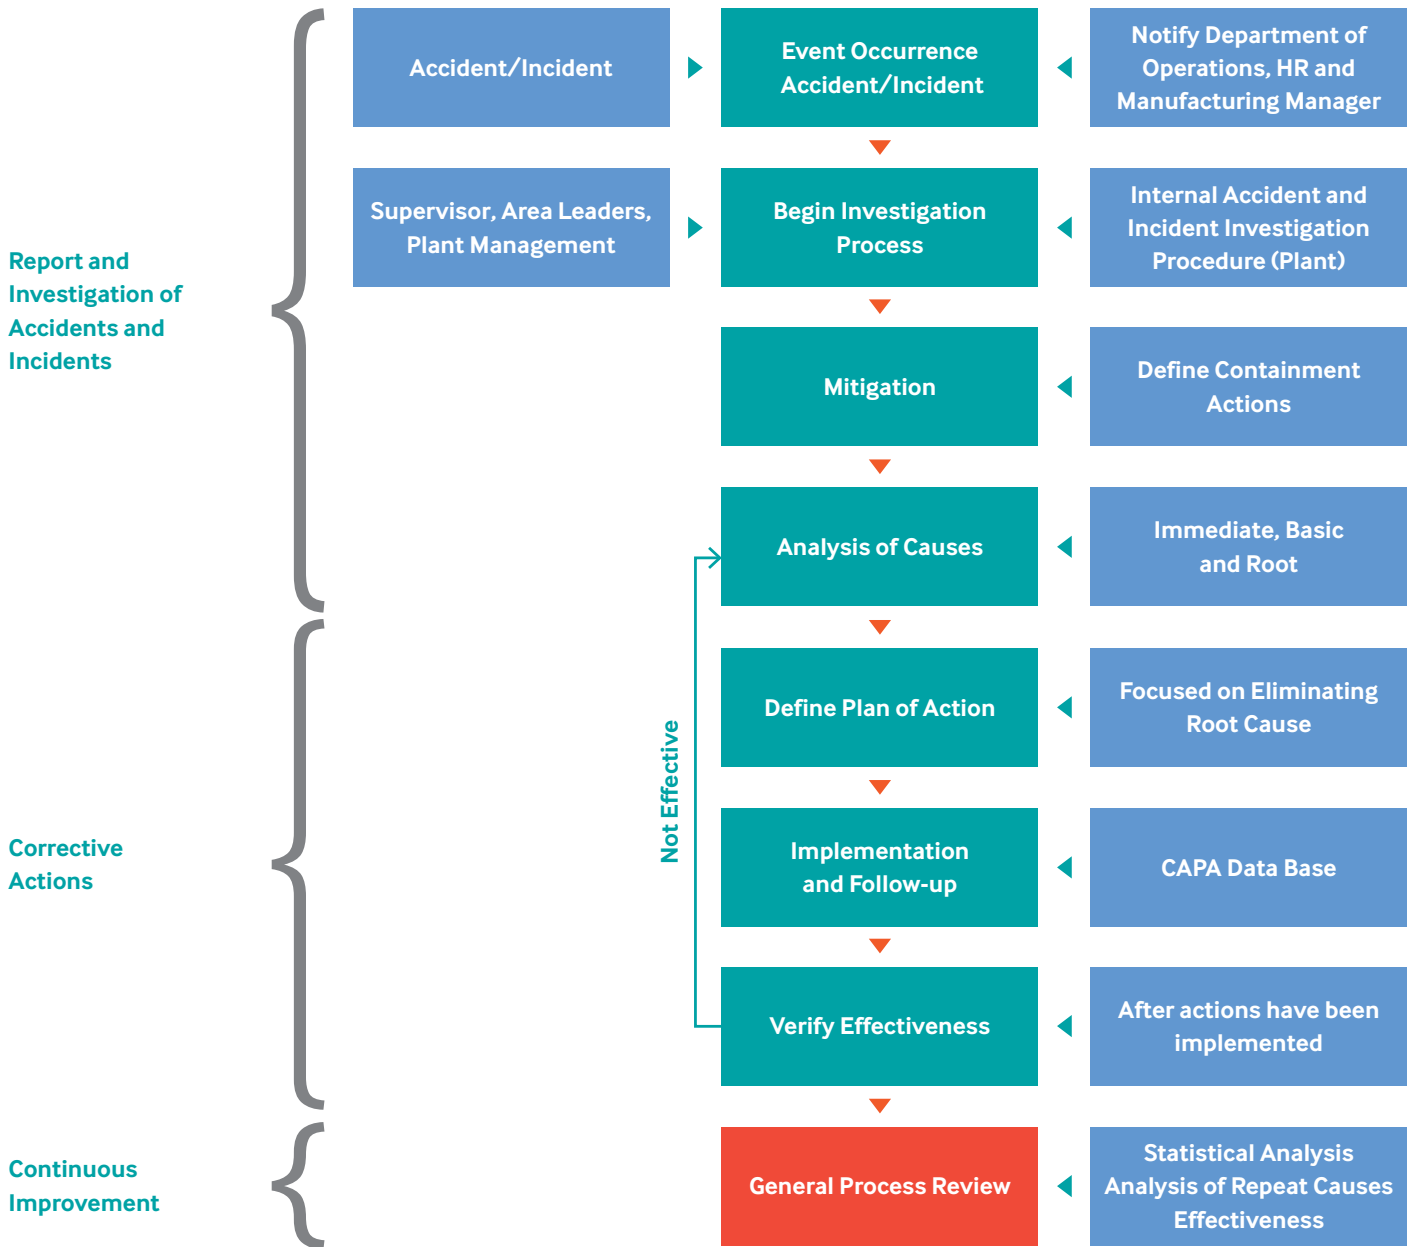 Report and
Investigation of
Accidents and
Incidents
Accident/Incident
Event Occurrence
Accident/Incident
Notify Department of
Operations, HR and
Manufacturing Manager
Supervisor, Area Leaders,
Plant Management
Begin Investigation
Process
Internal Accident and
Incident Investigation
Procedure (Plant)
Mitigation
Define Containment
Actions
Analysis of Causes
Immediate, Basic
and Root
Corrective
Actions
Not Effective
Define Plan of Action
Focused on Eliminating
Root Cause
Implementation
and Follow-up
CAPA Data Base
Verify Effectiveness
After actions have been
implemented
Continuous
Improvement
General Process Review
Statistical Analysis
Analysis of Repeat Causes
Effectiveness